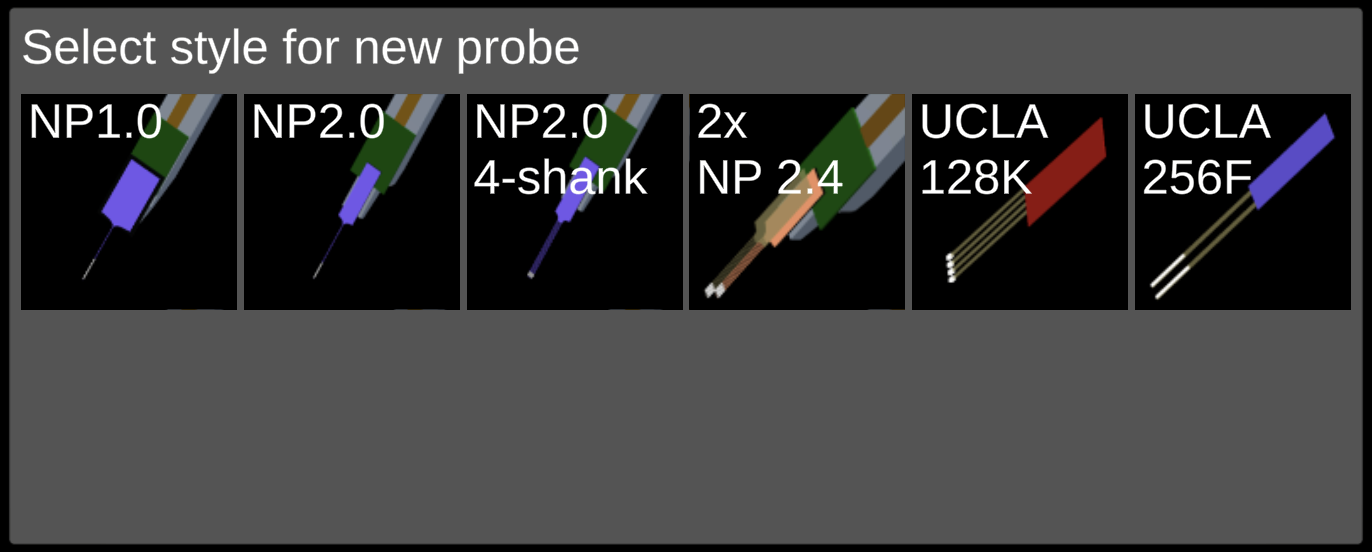 Select style for new probe
NP1.0
NP2.0
NP2.0
4-shank
2x
NP 2.4
UCLA
128K
UCLA
256F